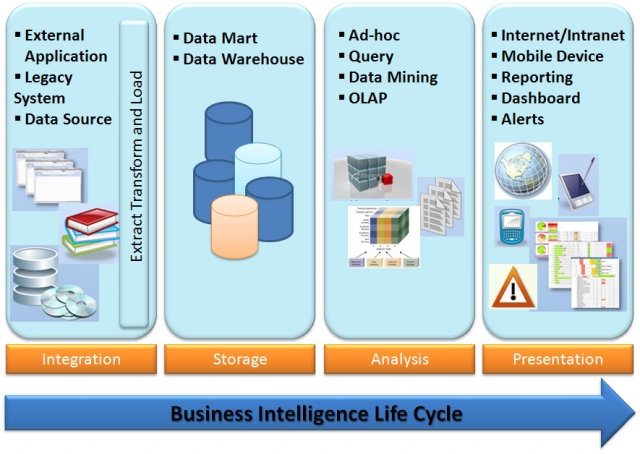 ▪ External
Application
▪ Legacy
System
▪ Data Source
Extract Transform and Load
▪ Data Mart
▪ Data Warehouse
▪ Ad-hoc
▪ Query
▪ Data Mining
▪ OLAP
▪ Internet/Intranet
▪ Mobile Device
▪ Reporting
▪ Dashboard
▪ Alerts
Integration
Storage
Analysis
Presentation
Business Intelligence Life Cycle